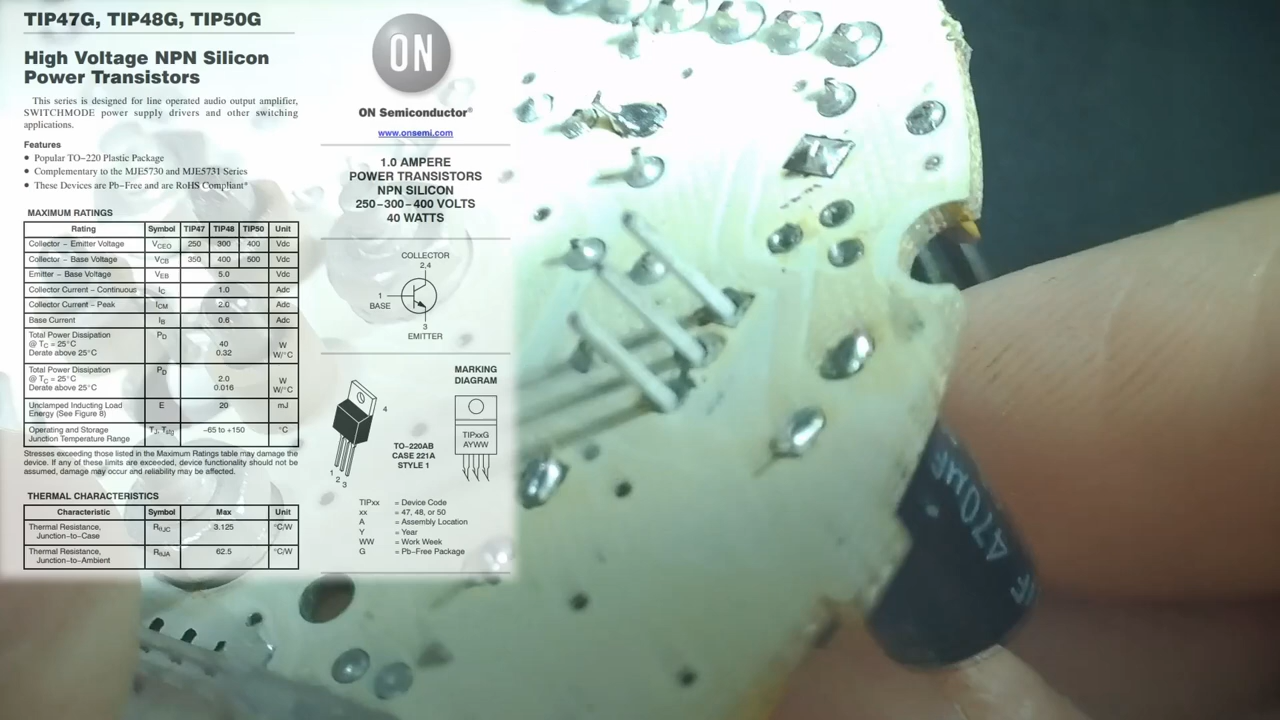 TIP47G, TIP48G, TIP50G
High Voltage NPN Silicon
Power Transistors
This series is designed for line operated audio output amplifier,
SWITCHMODE power supply drivers and other switching
applications.
Features
• Popular TO−220 Plastic Package
• Complementary to the MJE5730 and MJE5731 Series
• These Devices are Pb−Free and are RoHS Compliant*
MAXIMUM RATINGS
Rating Symbol TIP47 TIP48 TIP50 Unit
Collector − Emitter Voltage VCEO 250 300 400 Vdc
Collector − Base Voltage VCB 350 400 500 Vdc
Emitter − Base Voltage VEB 5.0 Vdc
Collector Current − Continuous IC 1.0 Adc
Collector Current − Peak ICM 2.0 Adc
Base Current IB 0.6 Adc
Total Power Dissipation PD
@ TC = 25°C 40 W
Derate above 25°C 0.32 W/°C
Total Power Dissipation PD
@ TC = 25°C 2.0 W
Derate above 25°C 0.016 W/°C
Unclamped Inducting Load E 20 mJ
Energy (See Figure 8)
Operating and Storage TJ, Tstg −65 to +150 °C
Junction Temperature Range
Stresses exceeding those listed in the Maximum Ratings table may damage the
device. If any of these limits are exceeded, device functionality should not be
assumed, damage may occur and reliability may be affected.
THERMAL CHARACTERISTICS
Characteristic Symbol Max Unit
Thermal Resistance, RθJC 3.125 °C/W
Junction−to−Case
Thermal Resistance, RθJA 62.5 °C/W
Junction−to−Ambient
ON
ON Semiconductor®
www.onsemi.com
1.0 AMPERE
POWER TRANSISTORS
NPN SILICON
250−300−400 VOLTS
40 WATTS
COLLECTOR
2,4
1
BASE
3
EMITTER
MARKING
DIAGRAM
4
TIPxxG
AYWW
TO−220AB
CASE 221A
STYLE 1
1
2
3
TIPxx = Device Code
xx = 47, 48, or 50
A = Assembly Location
Y = Year
WW = Work Week
G = Pb−Free Package
470µF